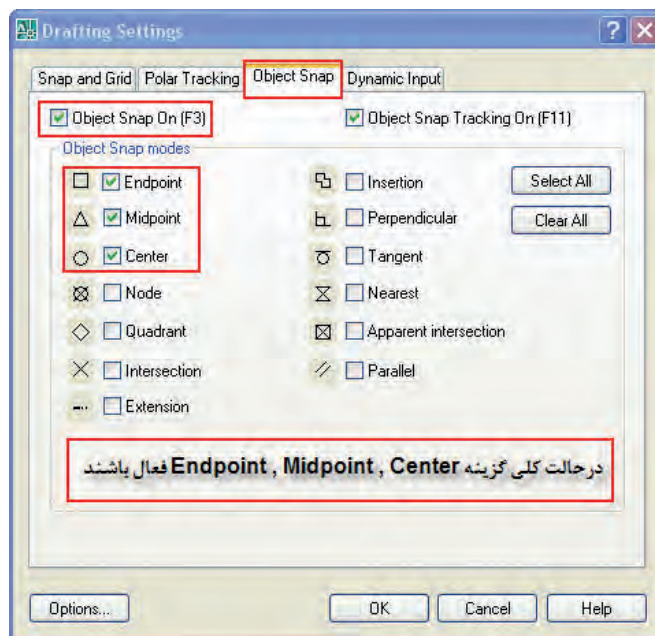 Drafting Settings
Snap and Grid Polar Tracking Object Snap Dynamic Input
Object Snap On (F3) Object Snap Tracking On (F11)
Object Snap modes
Endpoint Insertion Select All
Midpoint Perpendicular Clear All
Center Tangent
Node Nearest
Quadrant Apparent intersection
Intersection Parallel
Extension
درحالت کلی گزینه Endpoint , Midpoint , Center فعال باشند
Options... OK Cancel Help